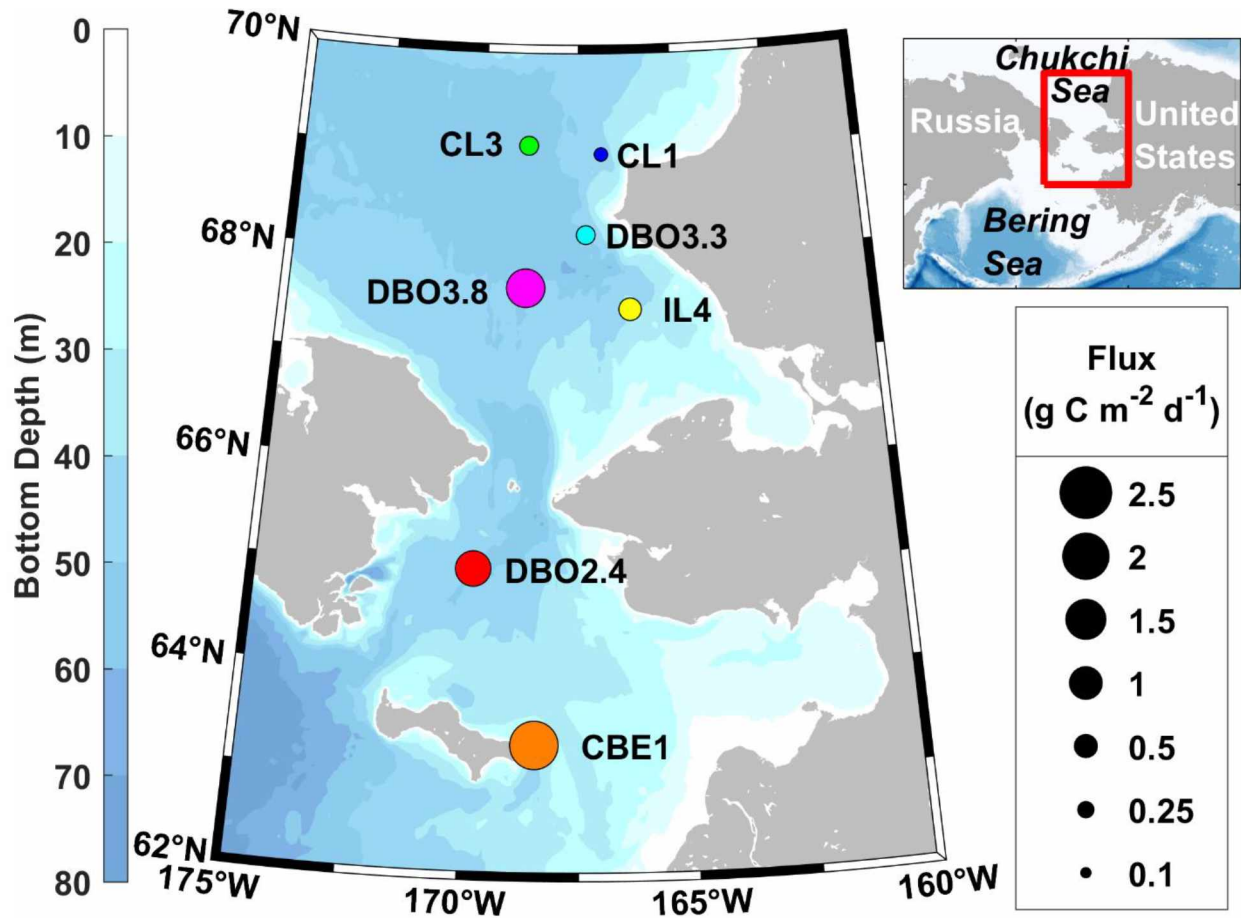 0
10
20
30
40
50
60
70
80
Bottom Depth (m)
70°N
68°N
66°N
64°N
62°N
175°W
170°W
165°W
160°W
CL3
CL1
DBO3.3
DBO3.8
IL4
DBO2.4
CBE1
Chukchi
Sea
Russia
United
States
Bering
Sea
Flux
(g C m⁻² d⁻¹)
2.5
2
1.5
1
0.5
0.25
0.1